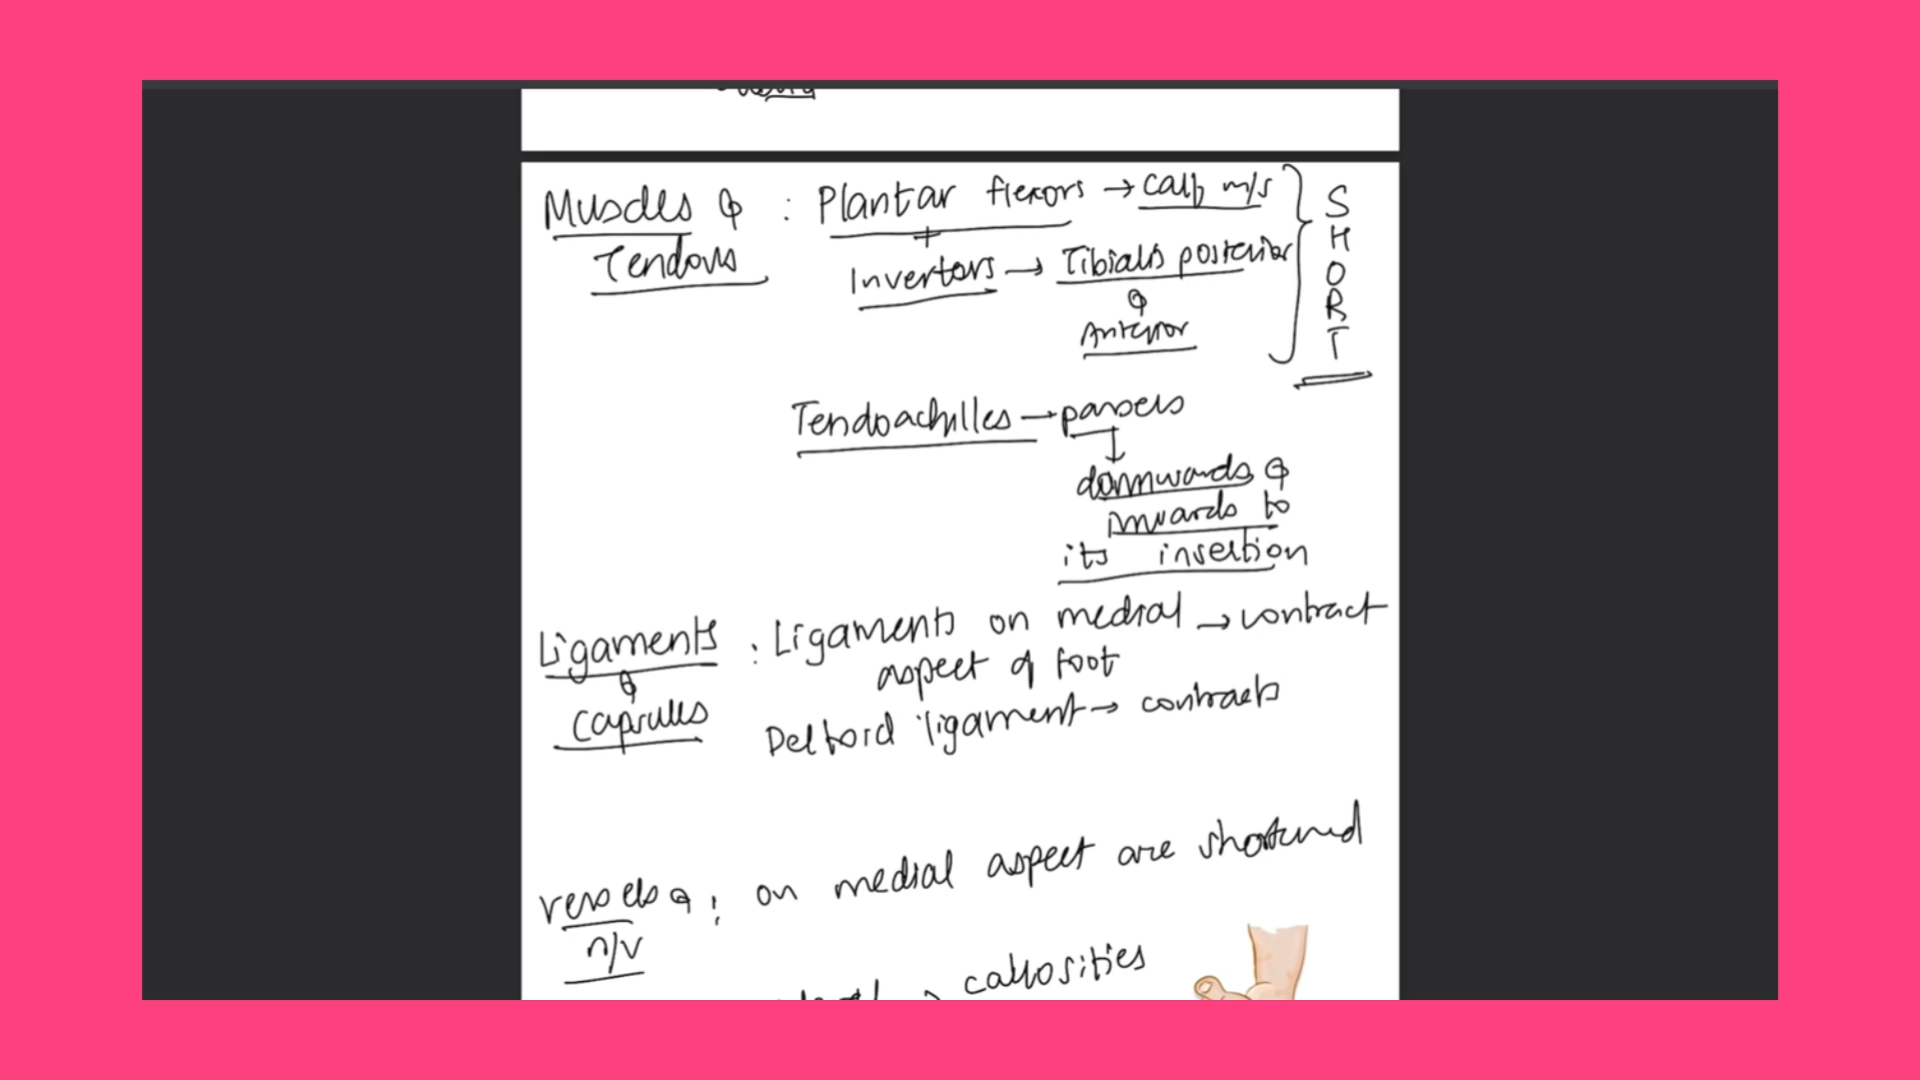 Muscles & : Plantar flexors → calf m/s
Tendons
+
Invertors → Tibialis posterior
&
Anterior
SHORT
Tendoachilles → passes
↓
downwards &
inwards to
its insertion
Ligaments : Ligaments on medial → contract
aspect of foot
&
capsules
Deltoid ligament → contracts
vessels & : on medial aspect are shortened
n/v
callosities